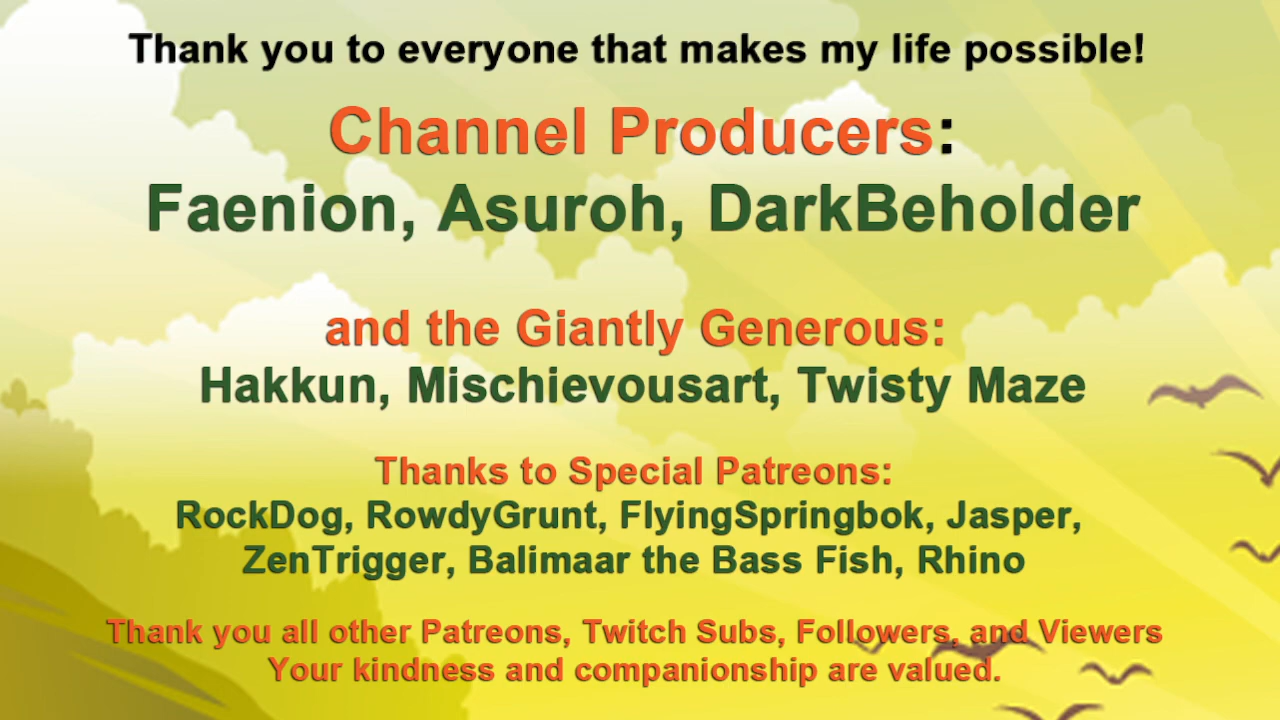 Thank you to everyone that makes my life possible!
Channel Producers:
Faenion, Asuroh, DarkBeholder
and the Giantly Generous:
Hakkun, Mischievousart, Twisty Maze
Thanks to Special Patreons:
RockDog, RowdyGrunt, FlyingSpringbok, Jasper,
ZenTrigger, Balimaar the Bass Fish, Rhino
Thank you all other Patreons, Twitch Subs, Followers, and Viewers
Your kindness and companionship are valued.